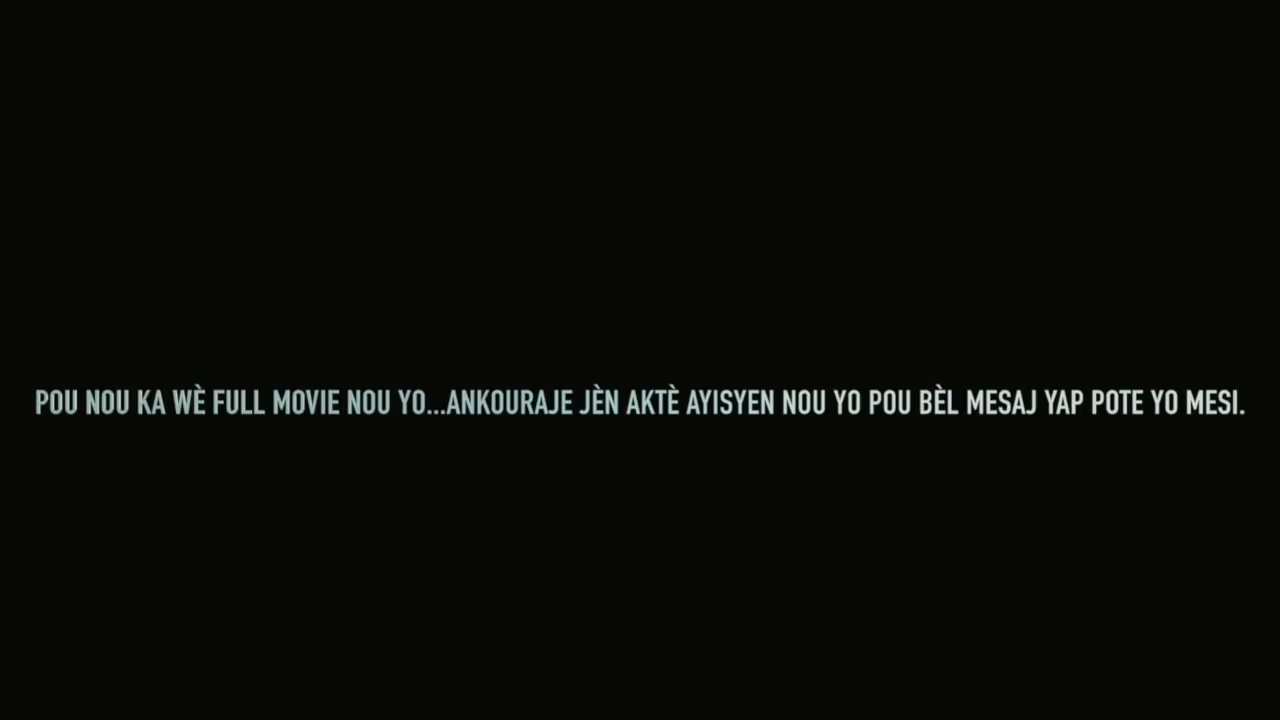 POU NOU KA WÈ FULL MOVIE NOU YO...ANKOURAJE JÈN AKTÈ AYISYEN NOU YO POU BÈL MESAJ YAP POTE YO MESI.